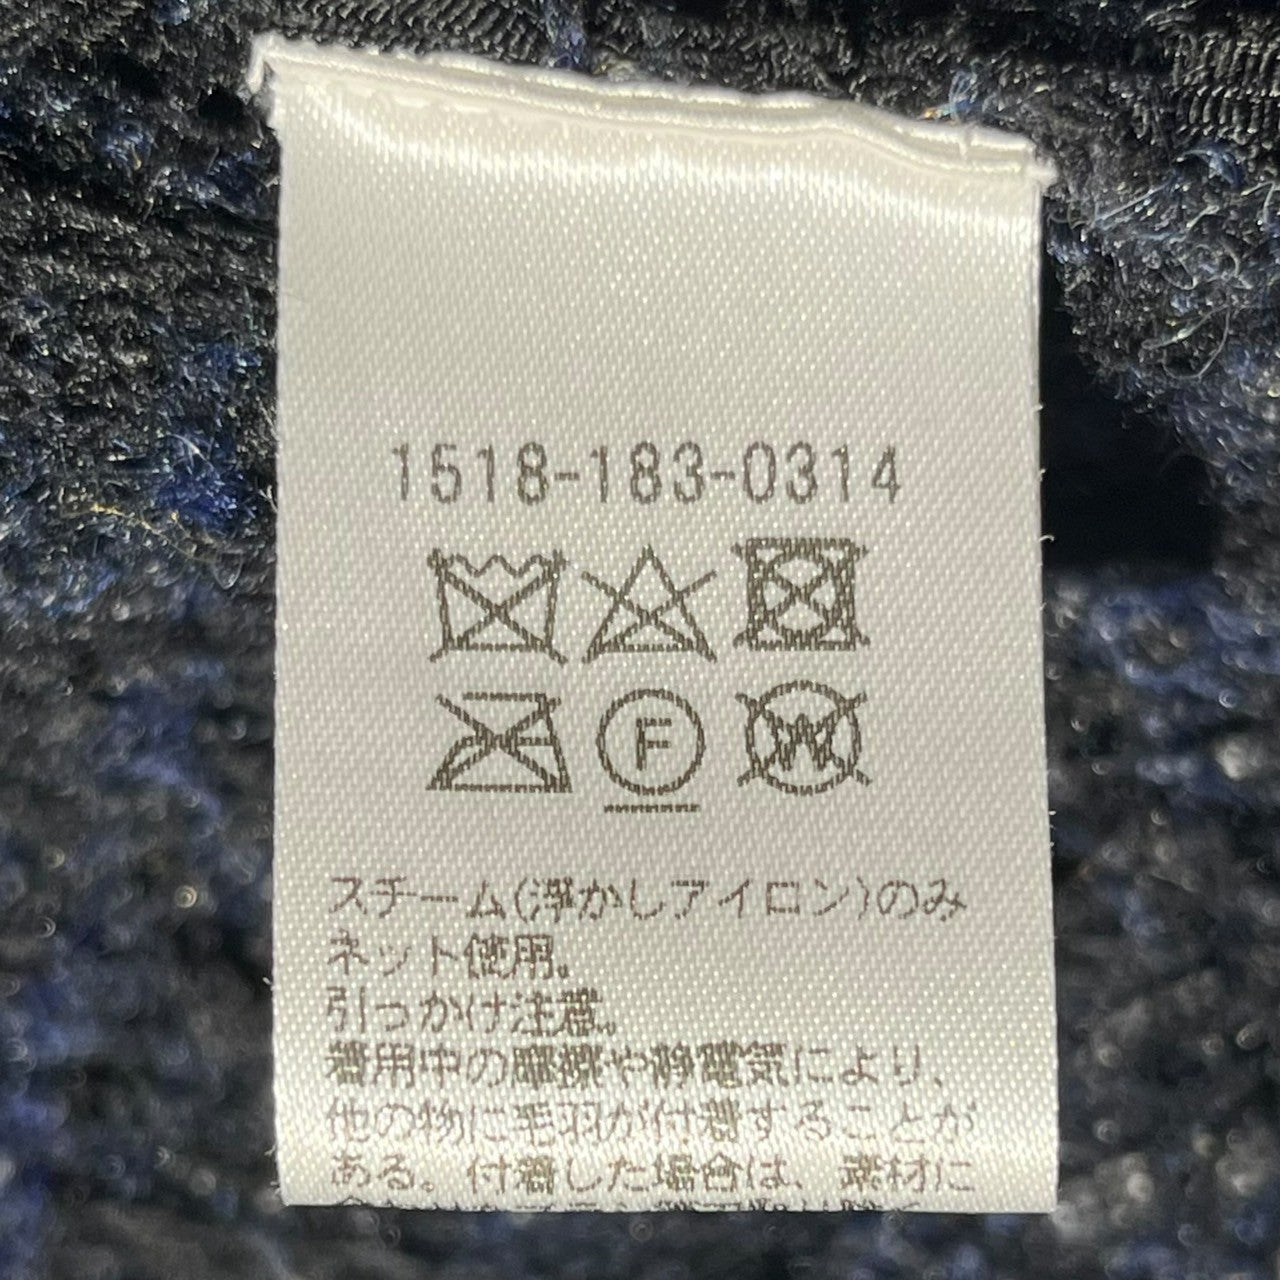 1518-183-0314
F
W
スチーム(浮かしアイロン)のみ
ネット使用。
引っかけ注意。
着用中の摩擦や静電気により、
他の物に毛羽が付着することが
ある。付着した場合は、素材に